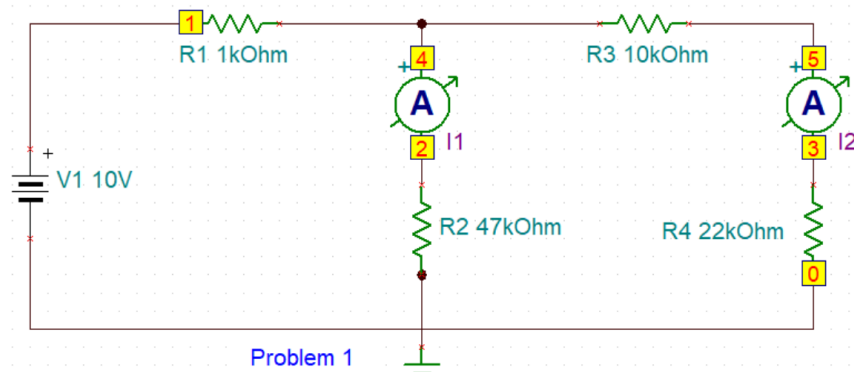 1
R1 1kOhm
R3 10kOhm
4
5
+
+
A
A
2
I1
3
I2
+
V1 10V
R2 47kOhm
R4 22kOhm
0
Problem 1